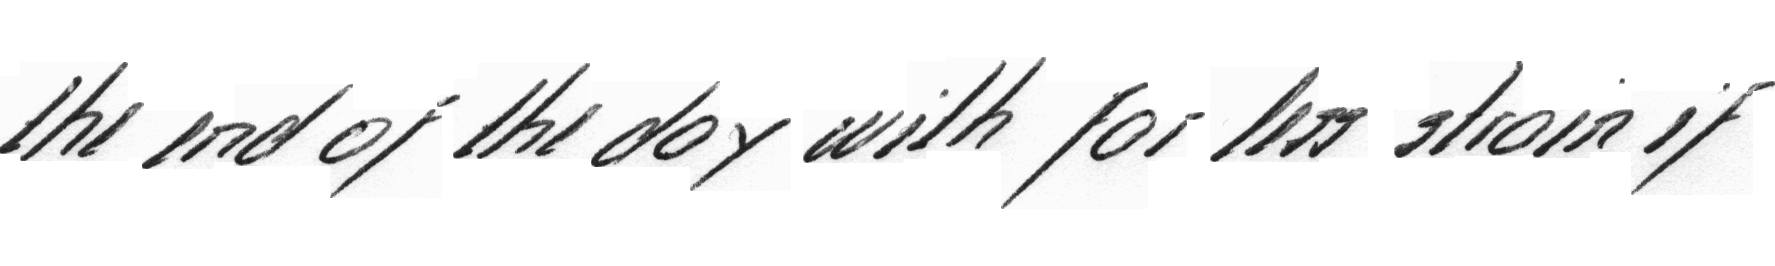 the end of the day with far less strain if